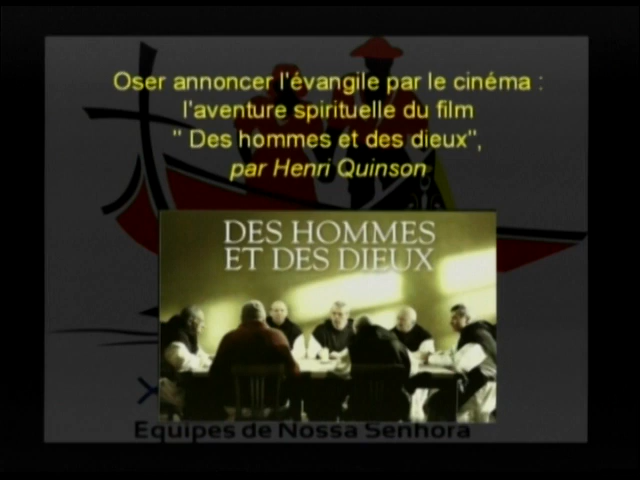 Oser annoncer l'évangile par le cinéma :
l'aventure spirituelle du film
" Des hommes et des dieux",
par Henri Quinson
DES HOMMES
ET DES DIEUX
Equipes de Nossa Senhora